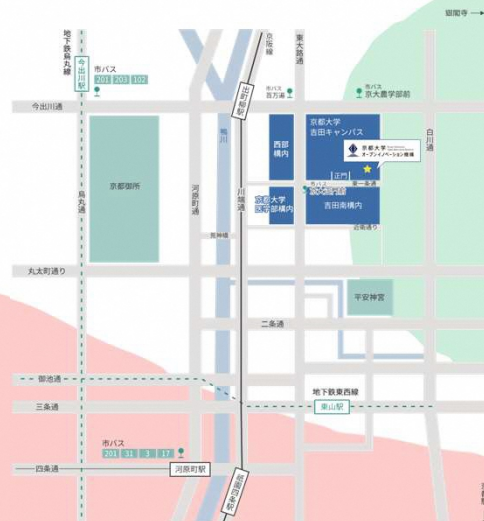 銀閣寺
地下鉄烏丸線
今出川駅
市バス
201 203 102
京阪線
出町柳駅
東大路通
市バス
百万遍
市バス
京大農学部前
今出川通
京都御所
烏丸通
河原町通
鴨川
川端通
西部
構内
京都大学
吉田キャンパス
京都大学
オープンイノベーション機構
正門
東一条通
市バス
京都大学
医学部構内
吉田南構内
近衛通り
白川通
荒神橋
丸太町通り
平安神宮
二条通
御池通
地下鉄東西線
三条通
東山駅
市バス
201 31 3 17
四条通
河原町駅
祇園四条駅